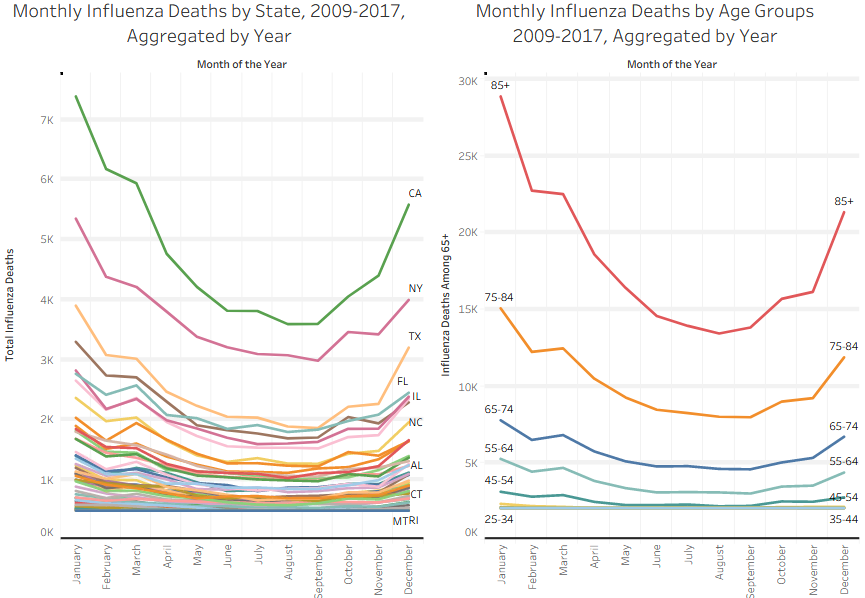 Monthly Influenza Deaths by State, 2009-2017,
Aggregated by Year
Month of the Year
Total Influenza Deaths
7K
6K
5K
4K
3K
2K
1K
0K
CA
NY
TX
FL
IL
NC
AL
CT
MT RI
January
February
March
April
May
June
July
August
September
October
November
December
Monthly Influenza Deaths by Age Groups
2009-2017, Aggregated by Year
Month of the Year
Influenza Deaths Among 65+
30K
25K
20K
15K
10K
5K
0K
85+
85+
75-84
75-84
65-74
65-74
55-64
55-64
45-54
45-54
25-34
35-44
January
February
March
April
May
June
July
August
September
October
November
December